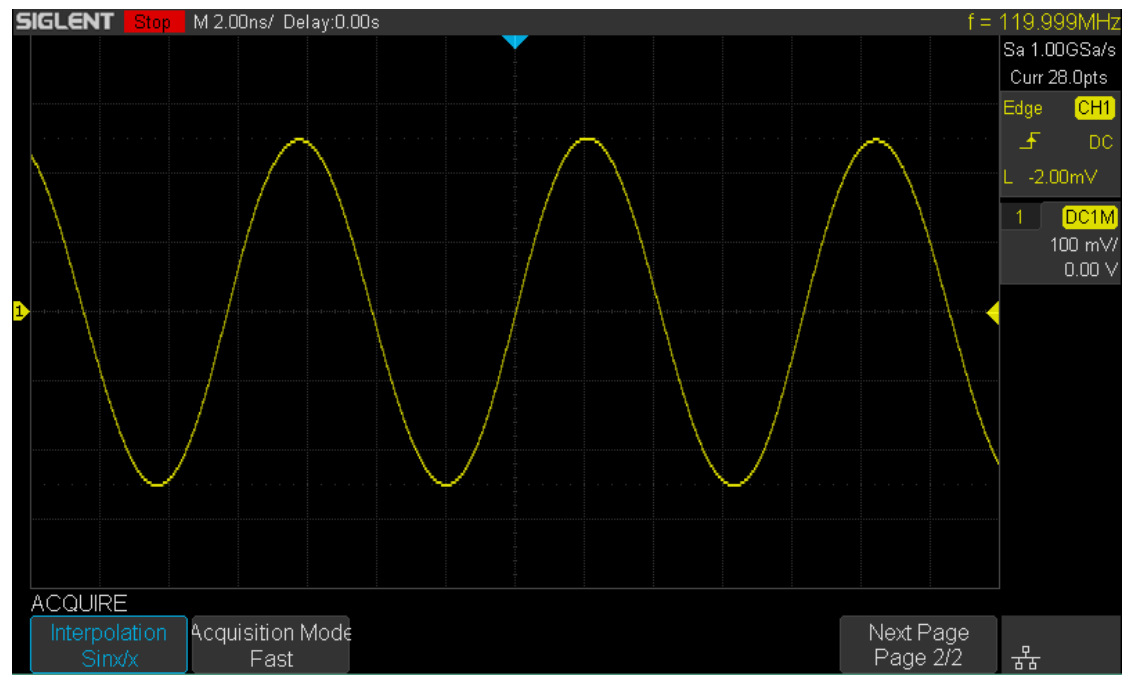 SIGLENT Stop M 2.00ns/ Delay:0.00s f = 119.999MHz
Sa 1.00GSa/s
Curr 28.0pts
Edge CH1
DC
L -2.00mV
1 DC1M
100 mV/
0.00 V
1
ACQUIRE
Interpolation
Sinx/x
Acquisition Mode
Fast
Next Page
Page 2/2